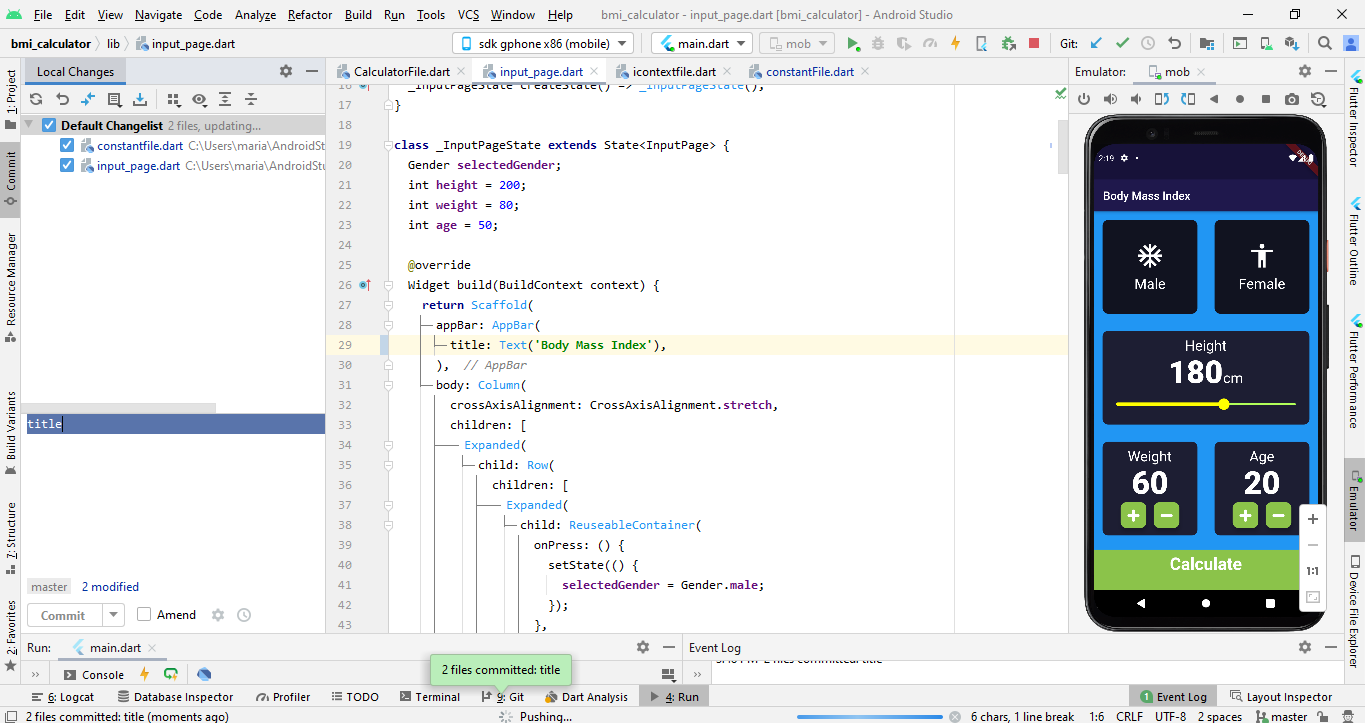 File Edit View Navigate Code Analyze Refactor Build Run Tools VCS Window Help bmi_calculator - input_page.dart [bmi_calculator] - Android Studio
bmi_calculator lib input_page.dart sdk gphone x86 (mobile) main.dart mob Git:
Local Changes
CalculatorFile.dart input_page.dart icontextfile.dart constantFile.dart
Emulator: mob
1: Project
Commit
Resource Manager
Build Variants
7: Structure
2: Favorites
Default Changelist 2 files, updating...
constantfile.dart C:\Users\maria\AndroidSt
input_page.dart C:\Users\maria\AndroidStu
title
master 2 modified
Commit Amend
16 _InputPageState createState() => _InputPageState();
17 }
18
19 class _InputPageState extends State<InputPage> {
20 Gender selectedGender;
21 int height = 200;
22 int weight = 80;
23 int age = 50;
24
25 @override
26 Widget build(BuildContext context) {
27 return Scaffold(
28 appBar: AppBar(
29 title: Text('Body Mass Index'),
30 ), // AppBar
31 body: Column(
32 crossAxisAlignment: CrossAxisAlignment.stretch,
33 children: [
34 Expanded(
35 child: Row(
36 children: [
37 Expanded(
38 child: ReuseableContainer(
39 onPress: () {
40 setState(() {
41 selectedGender = Gender.male;
42 });
43 },
2:19
Body Mass Index
Male Female
Height
180cm
Weight Age
60 20
+ − + −
Calculate
+
−
1:1
Flutter Inspector
Flutter Outline
Flutter Performance
Emulator
Device File Explorer
Run: main.dart
Event Log
Console
2 files committed: title
6: Logcat Database Inspector Profiler TODO Terminal 9: Git Dart Analysis 4: Run 1 Event Log Layout Inspector
2 files committed: title (moments ago) Pushing... 6 chars, 1 line break 1:6 CRLF UTF-8 2 spaces master